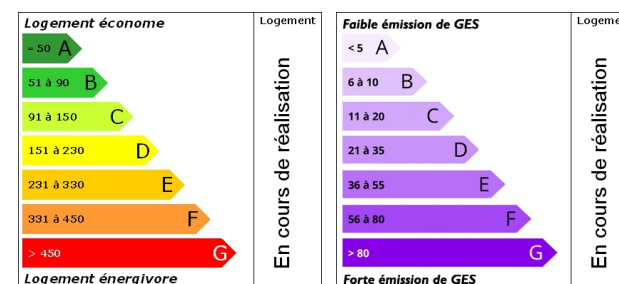 Logement économe
Logement
= 50 A
51 à 90 B
91 à 150 C
151 à 230 D
231 à 330 E
331 à 450 F
> 450 G
Logement énergivore
En cours de réalisation
Faible émission de GES
Logeme
< 5 A
6 à 10 B
11 à 20 C
21 à 35 D
36 à 55 E
56 à 80 F
> 80 G
Forte émission de GES
En cours de réalisation